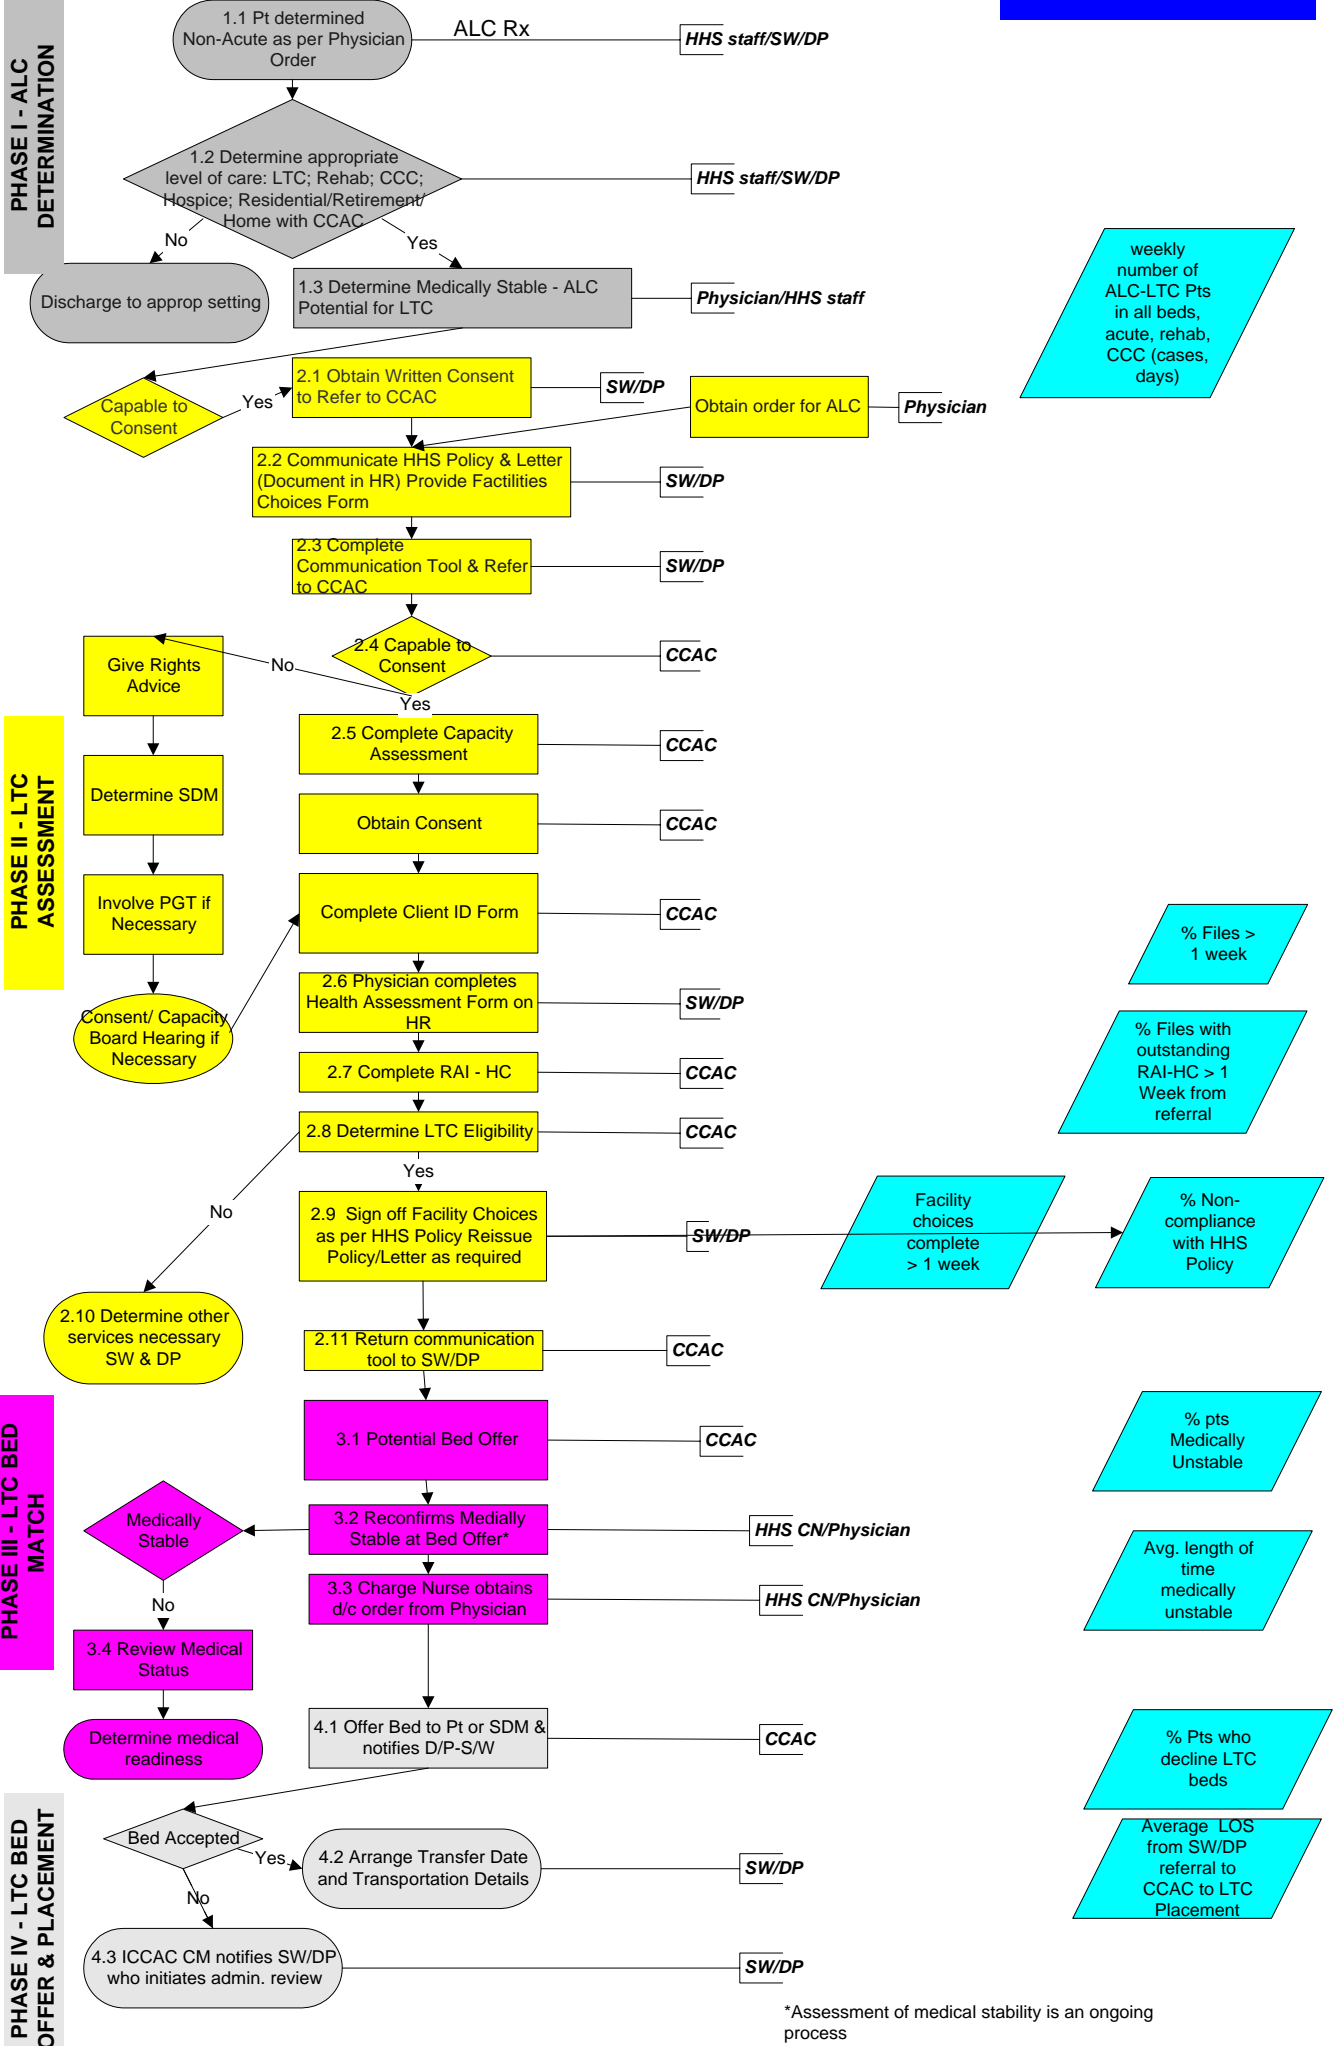 PHASE I - ALC
DETERMINATION
1.1 Pt determined
Non-Acute as per Physician
Order
ALC Rx
HHS staff/SW/DP
1.2 Determine appropriate
level of care: LTC; Rehab; CCC;
Hospice; Residential/Retirement/
Home with CCAC
HHS staff/SW/DP
No
Yes
Discharge to approp setting
1.3 Determine Medically Stable - ALC
Potential for LTC
Physician/HHS staff
weekly
number of
ALC-LTC Pts
in all beds,
acute, rehab,
CCC (cases,
days)
Capable to
Consent
Yes
2.1 Obtain Written Consent
to Refer to CCAC
SW/DP
Obtain order for ALC
Physician
2.2 Communicate HHS Policy & Letter
(Document in HR) Provide Factilities
Choices Form
SW/DP
2.3 Complete
Communication Tool & Refer
to CCAC
SW/DP
2.4 Capable to
Consent
CCAC
No
Yes
Give Rights
Advice
PHASE II - LTC
ASSESSMENT
2.5 Complete Capacity
Assessment
CCAC
Determine SDM
Obtain Consent
CCAC
Involve PGT if
Necessary
Complete Client ID Form
CCAC
% Files >
1 week
Consent/ Capacity
Board Hearing if
Necessary
2.6 Physician completes
Health Assessment Form on
HR
SW/DP
% Files with
outstanding
RAI-HC > 1
Week from
referral
2.7 Complete RAI - HC
CCAC
2.8 Determine LTC Eligibility
CCAC
Yes
No
2.9 Sign off Facility Choices
as per HHS Policy Reissue
Policy/Letter as required
SW/DP
Facility
choices
complete
> 1 week
% Non-
compliance
with HHS
Policy
2.10 Determine other
services necessary
SW & DP
2.11 Return communication
tool to SW/DP
CCAC
PHASE III - LTC BED
MATCH
3.1 Potential Bed Offer
CCAC
% pts
Medically
Unstable
Medically
Stable
3.2 Reconfirms Medially
Stable at Bed Offer*
HHS CN/Physician
Avg. length of
time
medically
unstable
No
3.3 Charge Nurse obtains
d/c order from Physician
HHS CN/Physician
3.4 Review Medical
Status
Determine medical
readiness
4.1 Offer Bed to Pt or SDM &
notifies D/P-S/W
CCAC
% Pts who
decline LTC
beds
PHASE IV - LTC BED
OFFER & PLACEMENT
Bed Accepted
Yes
4.2 Arrange Transfer Date
and Transportation Details
SW/DP
Average LOS
from SW/DP
referral to
CCAC to LTC
Placement
No
4.3 ICCAC CM notifies SW/DP
who initiates admin. review
SW/DP
*Assessment of medical stability is an ongoing
process